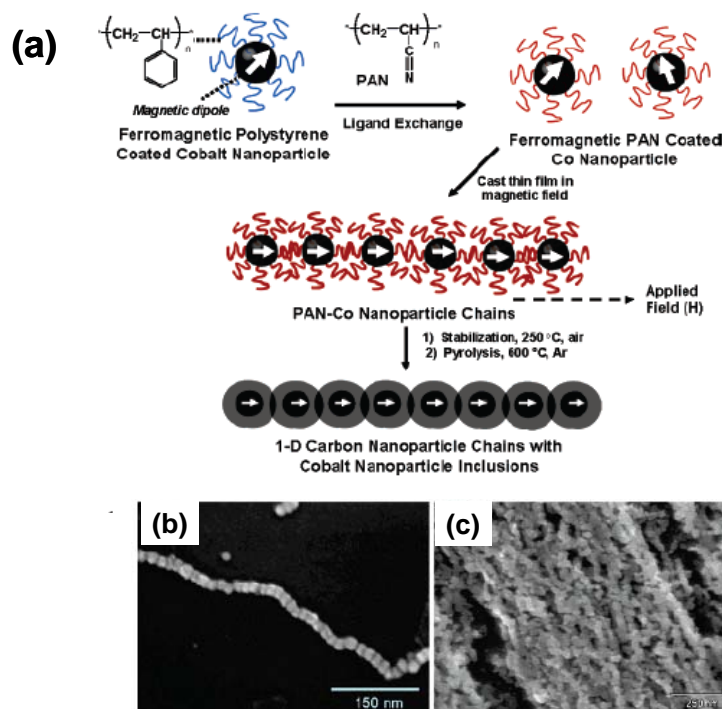 (a)
*-(CH₂-CH)-*
n
*-(CH₂-CH)-*
n
C
N
PAN
Magnetic dipole
Ligand Exchange
Ferromagnetic Polystyrene
Coated Cobalt Nanoparticle
Ferromagnetic PAN Coated
Co Nanoparticle
Cast thin film in
magnetic field
PAN-Co Nanoparticle Chains
Applied
Field (H)
1) Stabilization, 250 °C, air
2) Pyrolysis, 600 °C, Ar
1-D Carbon Nanoparticle Chains with
Cobalt Nanoparticle Inclusions
(b)
150 nm
(c)
250 nm